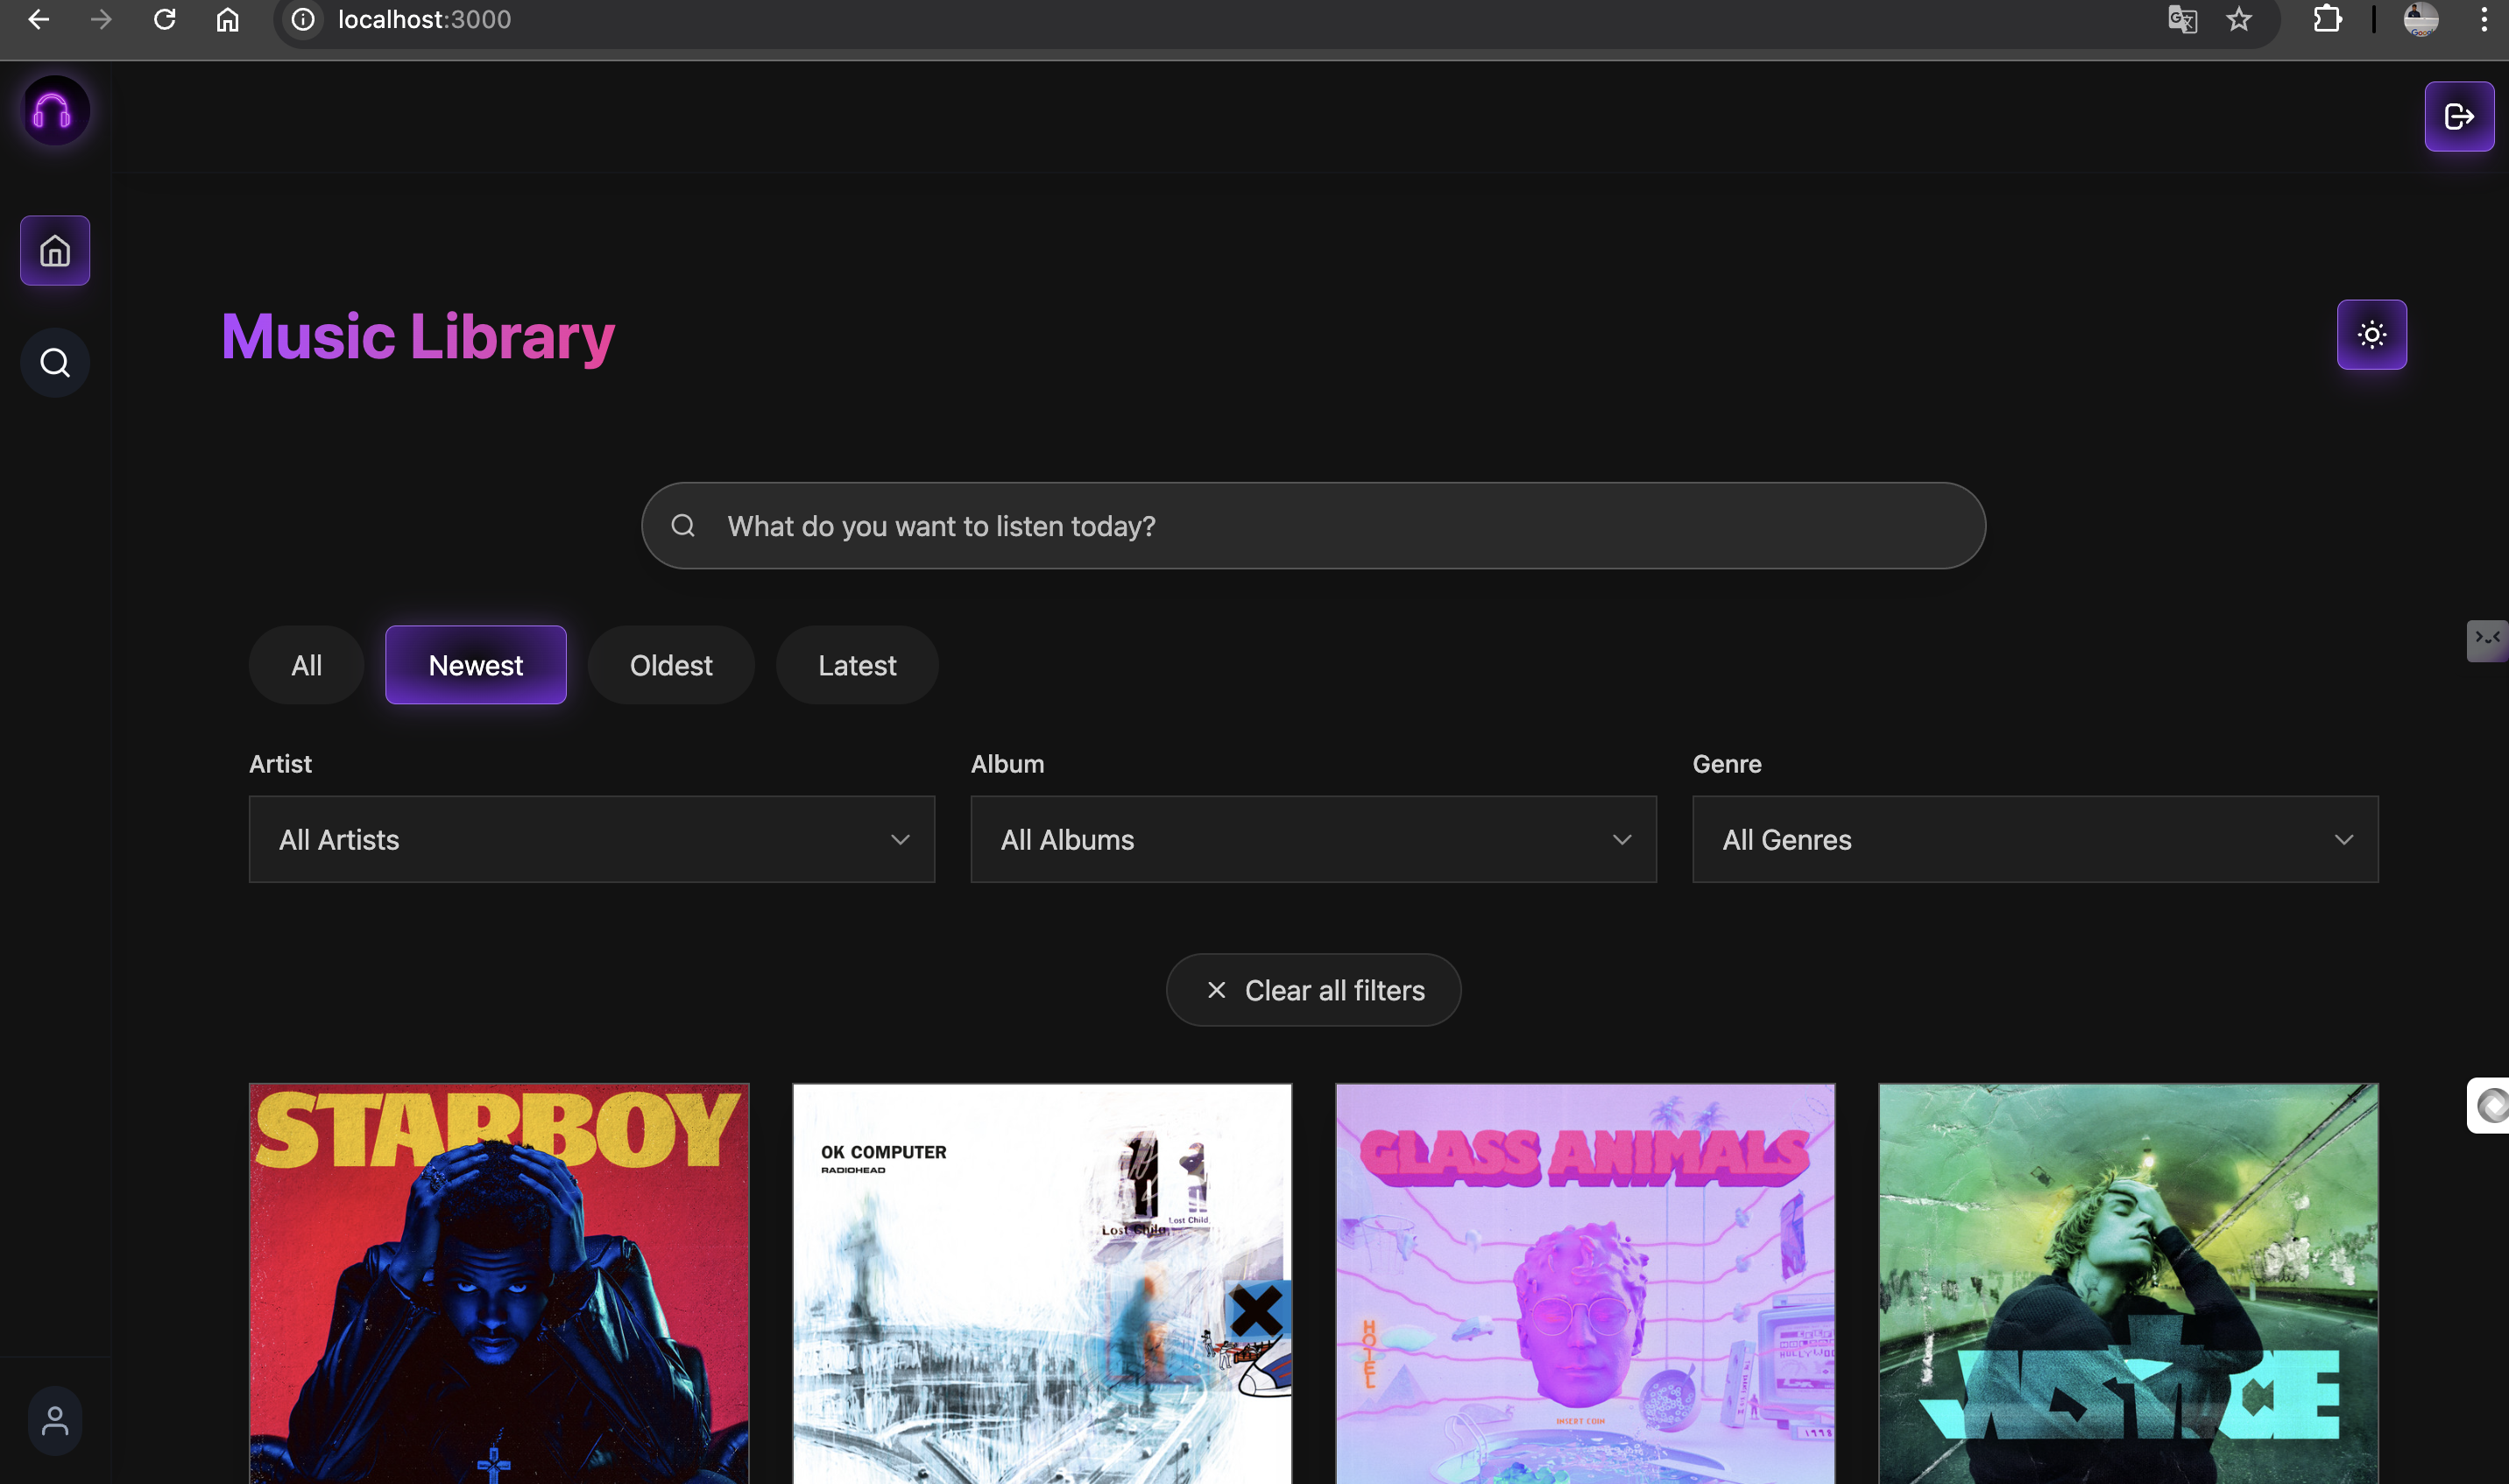 localhost:3000
Music Library
What do you want to listen today?
All
Newest
Oldest
Latest
Artist
Album
Genre
All Artists
All Albums
All Genres
Clear all filters
STARBOY
OK COMPUTER
RADIOHEAD
Lost Child
Lost Child
GLASS ANIMALS
HOTEL
INSERT COIN
1998
JUSTICE